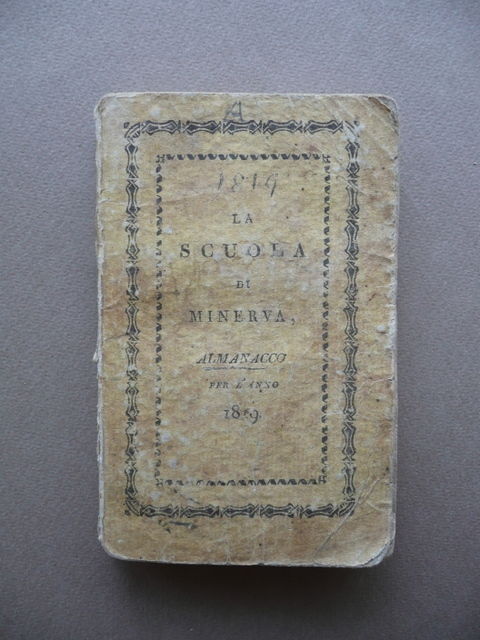 A
1819
LA
SCUOLA
DI
MINERVA,
ALMANACCO
PER L'ANNO
1819.